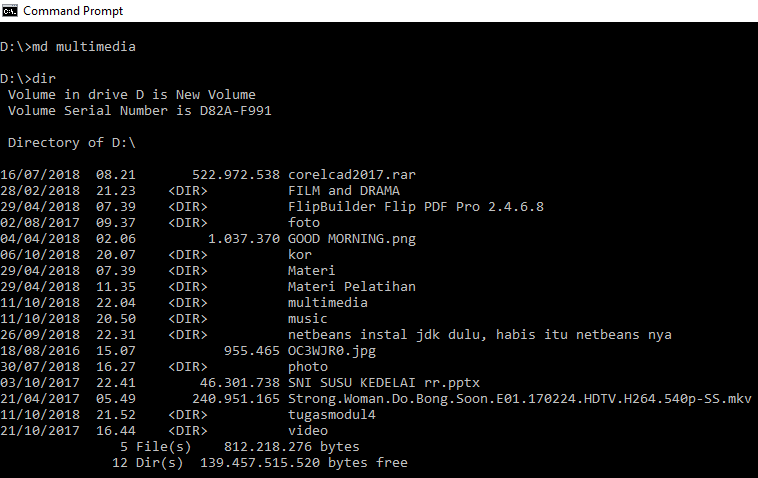 Command Prompt
D:\>md multimedia
D:\>dir
 Volume in drive D is New Volume
 Volume Serial Number is D82A-F991
 Directory of D:\
16/07/2018  08.21       522.972.538 corelcad2017.rar
28/02/2018  21.23    <DIR>          FILM and DRAMA
29/04/2018  07.39    <DIR>          FlipBuilder Flip PDF Pro 2.4.6.8
02/08/2017  09.37    <DIR>          foto
04/04/2018  02.06         1.037.370 GOOD MORNING.png
06/10/2018  20.07    <DIR>          kor
29/04/2018  07.39    <DIR>          Materi
29/04/2018  11.35    <DIR>          Materi Pelatihan
11/10/2018  22.04    <DIR>          multimedia
11/10/2018  20.50    <DIR>          music
26/09/2018  22.31    <DIR>          netbeans instal jdk dulu, habis itu netbeans nya
18/08/2016  15.07           955.465 OC3WJR0.jpg
30/07/2018  16.27    <DIR>          photo
03/10/2017  22.41        46.301.738 SNI SUSU KEDELAI rr.pptx
21/04/2017  05.49       240.951.165 Strong.Woman.Do.Bong.Soon.E01.170224.HDTV.H264.540p-SS.mkv
11/10/2018  21.52    <DIR>          tugasmodul4
21/10/2017  16.44    <DIR>          video
               5 File(s)    812.218.276 bytes
              12 Dir(s)  139.457.515.520 bytes free